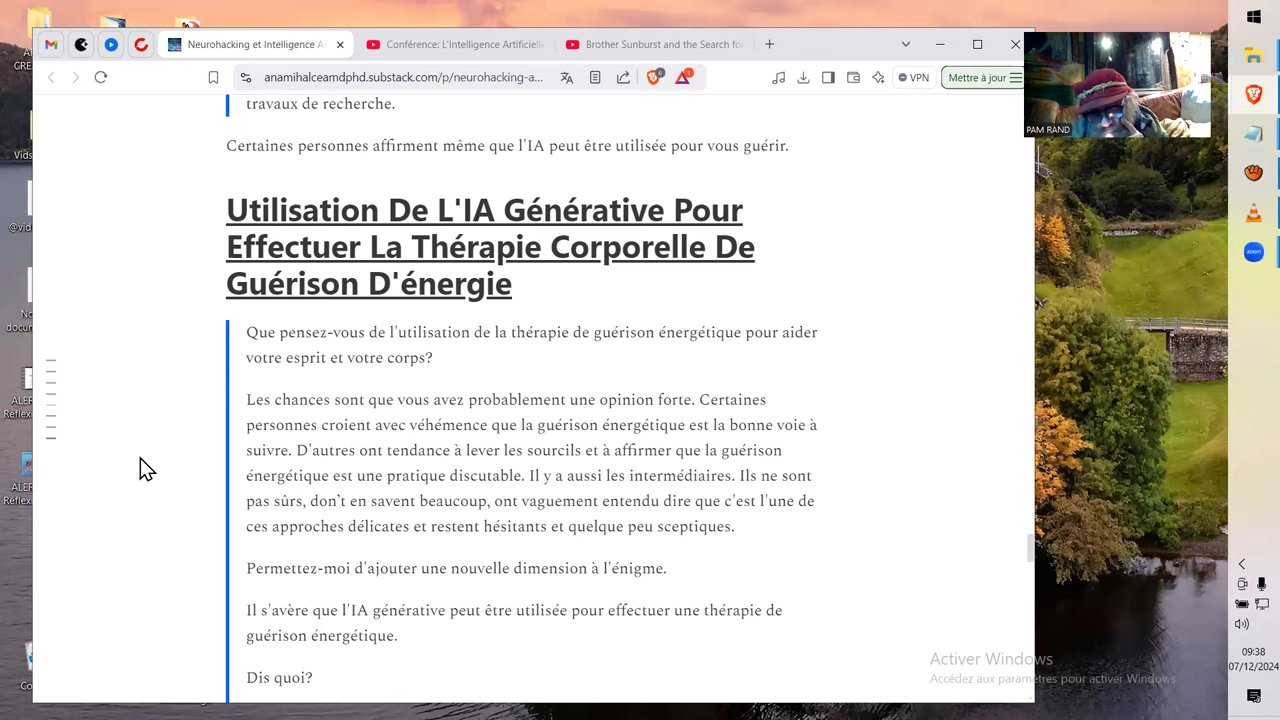 Neurohacking et Intelligence A
Conférence: L'Intelligence Artificielle
Brother Sunburst and the Search for
anamihalceamdphd.substack.com/p/neurohacking-a...
6
1
VPN
Mettre à jour
travaux de recherche.
Certaines personnes affirment même que l'IA peut être utilisée pour vous guérir.
Utilisation De L'IA Générative Pour
Effectuer La Thérapie Corporelle De
Guérison D'énergie
Que pensez-vous de l'utilisation de la thérapie de guérison énergétique pour aider
votre esprit et votre corps?
Les chances sont que vous avez probablement une opinion forte. Certaines
personnes croient avec véhémence que la guérison énergétique est la bonne voie à
suivre. D'autres ont tendance à lever les sourcils et à affirmer que la guérison
énergétique est une pratique discutable. Il y a aussi les intermédiaires. Ils ne sont
pas sûrs, don't en savent beaucoup, ont vaguement entendu dire que c'est l'une de
ces approches délicates et restent hésitants et quelque peu sceptiques.
Permettez-moi d'ajouter une nouvelle dimension à l'énigme.
Il s'avère que l'IA générative peut être utilisée pour effectuer une thérapie de
guérison énergétique.
Dis quoi?
PAM RAND
zoom
Activer Windows
Accédez aux paramètres pour activer Windows.
09:38
07/12/2024